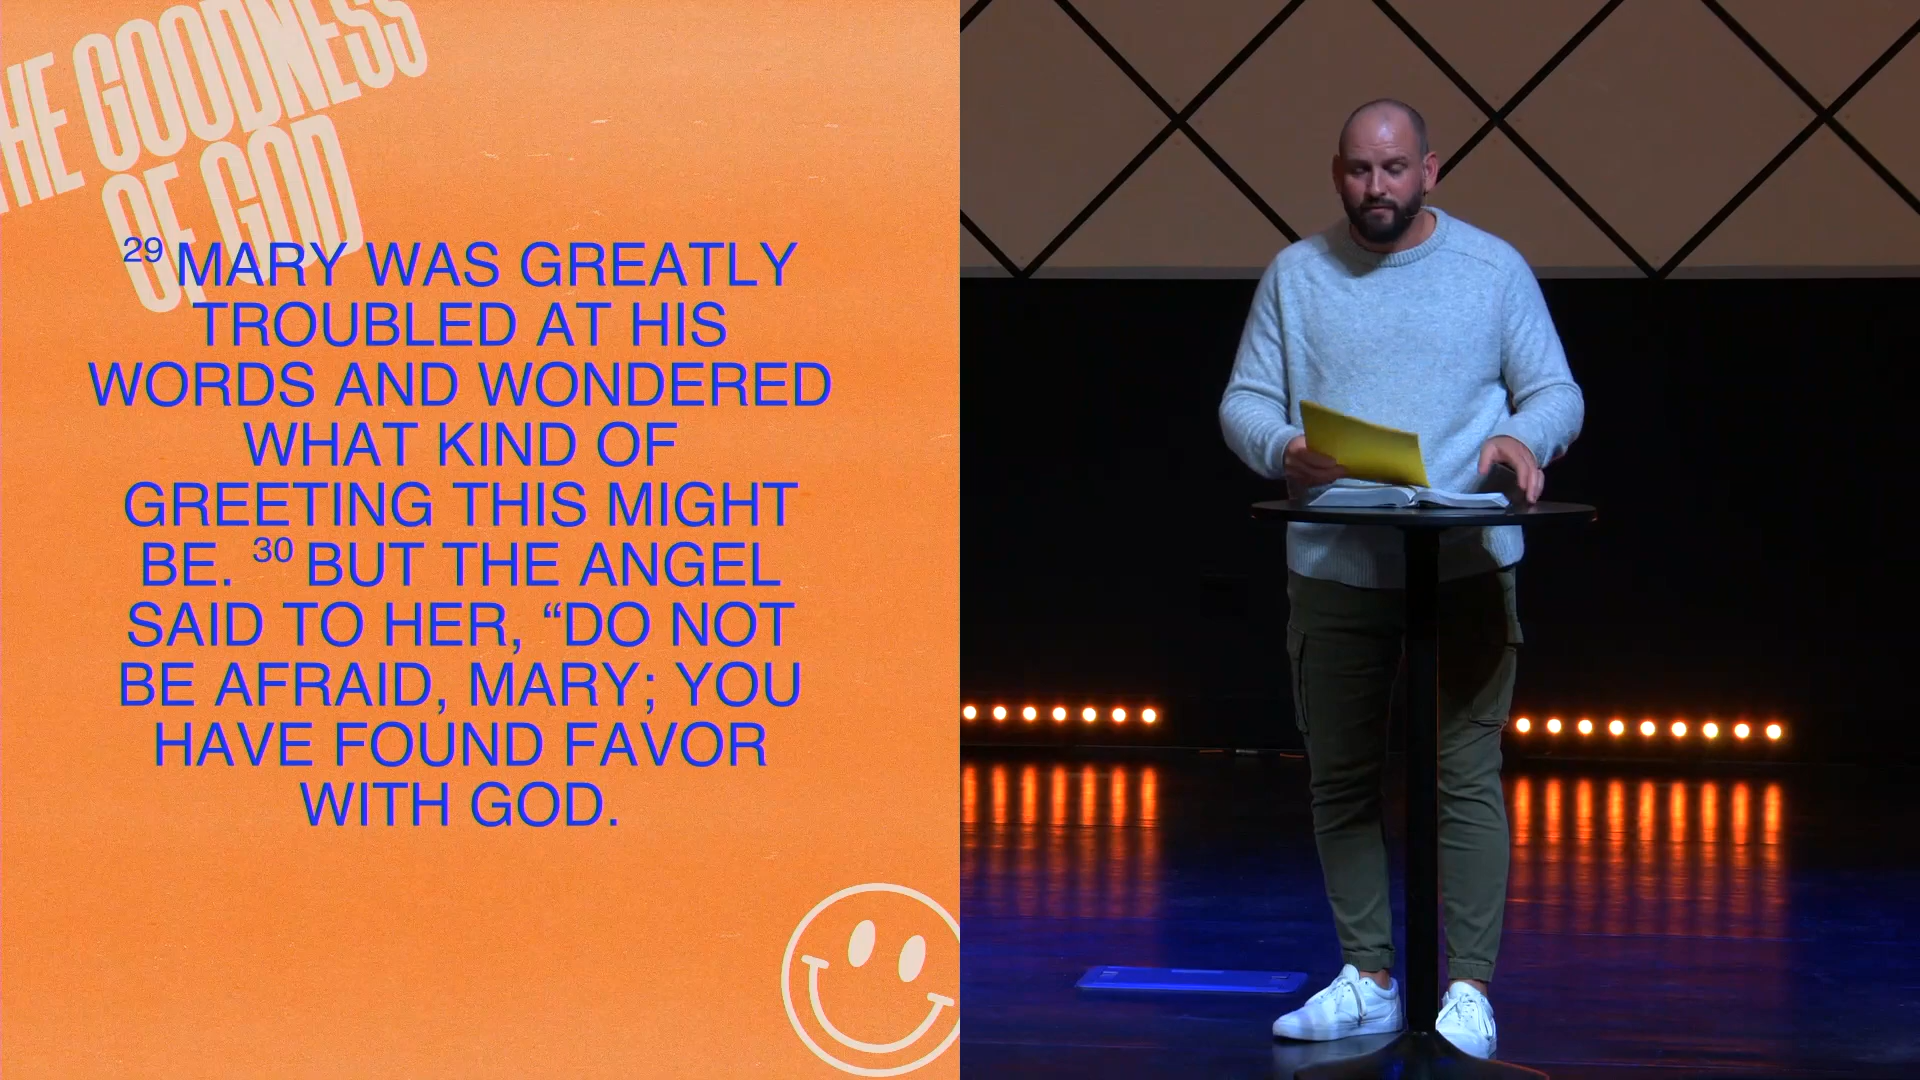 THE GOODNESS
OF GOD
29 MARY WAS GREATLY
TROUBLED AT HIS
WORDS AND WONDERED
WHAT KIND OF
GREETING THIS MIGHT
BE. 30 BUT THE ANGEL
SAID TO HER, “DO NOT
BE AFRAID, MARY; YOU
HAVE FOUND FAVOR
WITH GOD.